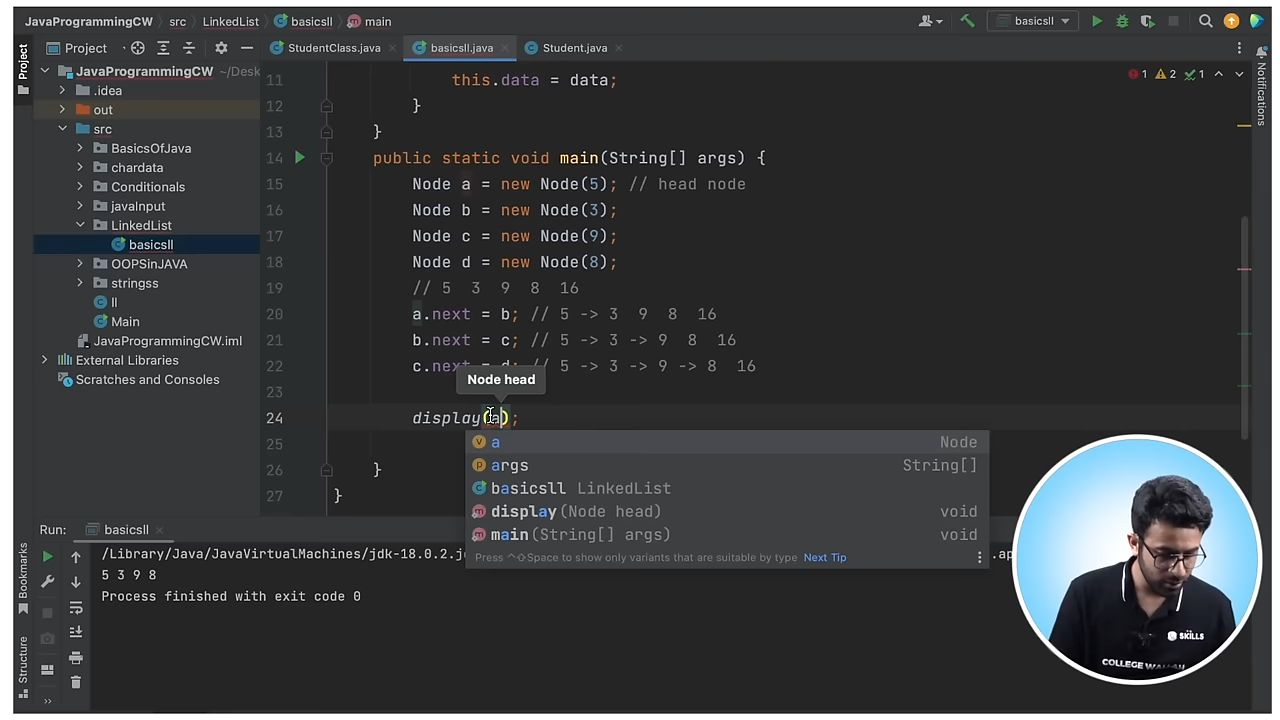 JavaProgrammingCW src LinkedList basicsll main basicsll
Project Project StudentClass.java basicsll.java Student.java
JavaProgrammingCW ~/Desk
.idea
out
src
BasicsOfJava
chardata
Conditionals
javaInput
LinkedList
basicsll
OOPSinJAVA
stringss
ll
Main
JavaProgrammingCW.iml
External Libraries
Scratches and Consoles
1 2 1
Notifications
11 this.data = data;
12 }
13 }
14 public static void main(String[] args) {
15 Node a = new Node(5); // head node
16 Node b = new Node(3);
17 Node c = new Node(9);
18 Node d = new Node(8);
19 // 5 3 9 8 16
20 a.next = b; // 5 -> 3 9 8 16
21 b.next = c; // 5 -> 3 -> 9 8 16
22 c.next = d; // 5 -> 3 -> 9 -> 8 16
23
Node head
24 display(a);
25
26 }
27 }
a Node
args String[]
basicsll LinkedList
display(Node head) void
main(String[] args) void
Press ^⇧Space to show only variants that are suitable by type Next Tip
Run: basicsll
/Library/Java/JavaVirtualMachines/jdk-18.0.2.j
5 3 9 8
Process finished with exit code 0
Bookmarks
Structure
SKILLS